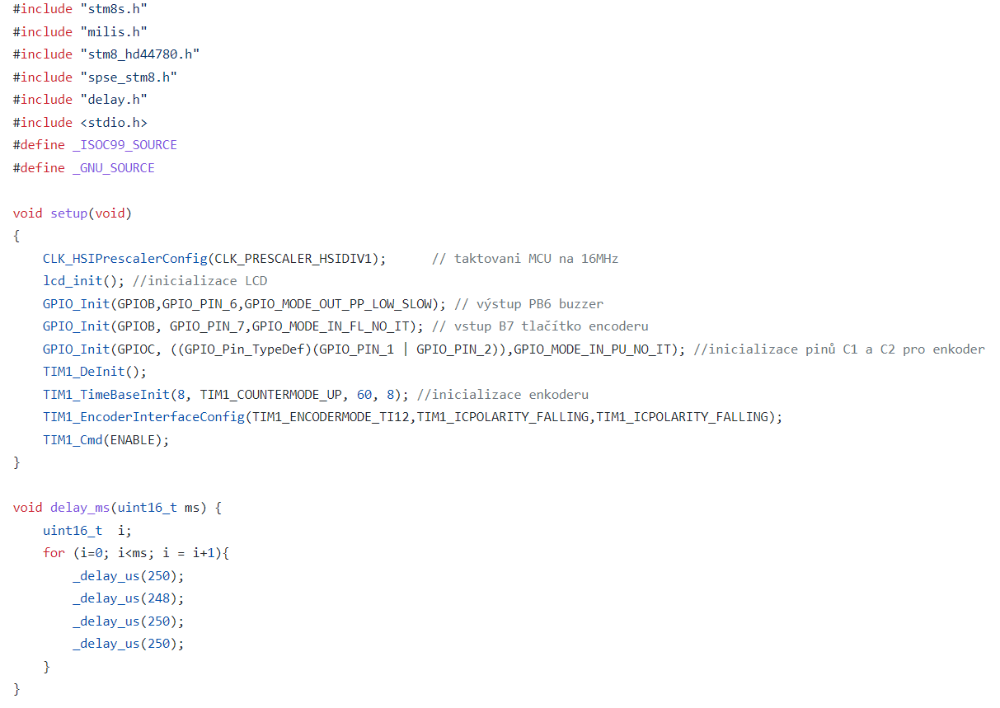 #include "stm8s.h"
#include "milis.h"
#include "stm8_hd44780.h"
#include "spse_stm8.h"
#include "delay.h"
#include <stdio.h>
#define _ISOC99_SOURCE
#define _GNU_SOURCE

void setup(void)
{
    CLK_HSIPrescalerConfig(CLK_PRESCALER_HSIDIV1);      // taktovani MCU na 16MHz
    lcd_init(); //inicializace LCD
    GPIO_Init(GPIOB,GPIO_PIN_6,GPIO_MODE_OUT_PP_LOW_SLOW); // výstup PB6 buzzer
    GPIO_Init(GPIOB, GPIO_PIN_7,GPIO_MODE_IN_FL_NO_IT); // vstup B7 tlačítko encoderu
    GPIO_Init(GPIOC, ((GPIO_Pin_TypeDef)(GPIO_PIN_1 | GPIO_PIN_2)),GPIO_MODE_IN_PU_NO_IT); //inicializace pinů C1 a C2 pro enkoder
    TIM1_DeInit();
    TIM1_TimeBaseInit(8, TIM1_COUNTERMODE_UP, 60, 8); //inicializace enkoderu
    TIM1_EncoderInterfaceConfig(TIM1_ENCODERMODE_TI12,TIM1_ICPOLARITY_FALLING,TIM1_ICPOLARITY_FALLING);
    TIM1_Cmd(ENABLE);
}

void delay_ms(uint16_t ms) {
    uint16_t  i;
    for (i=0; i<ms; i = i+1){
        _delay_us(250);
        _delay_us(248);
        _delay_us(250);
        _delay_us(250);
    }
}